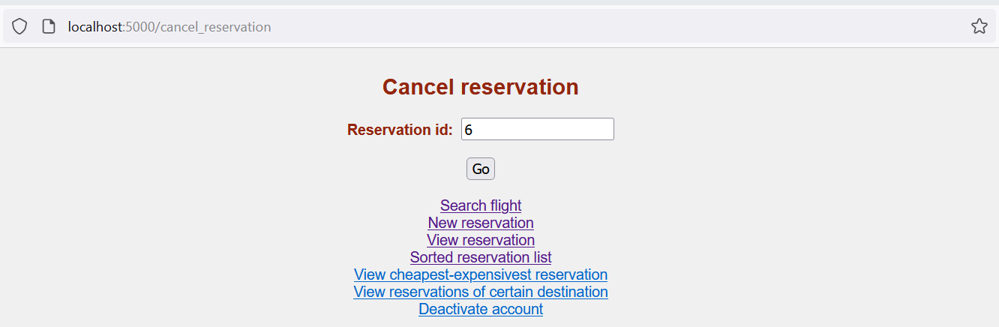 localhost:5000/cancel_reservation
Cancel reservation
Reservation id: 6
Go
Search flight
New reservation
View reservation
Sorted reservation list
View cheapest-expensivest reservation
View reservations of certain destination
Deactivate account